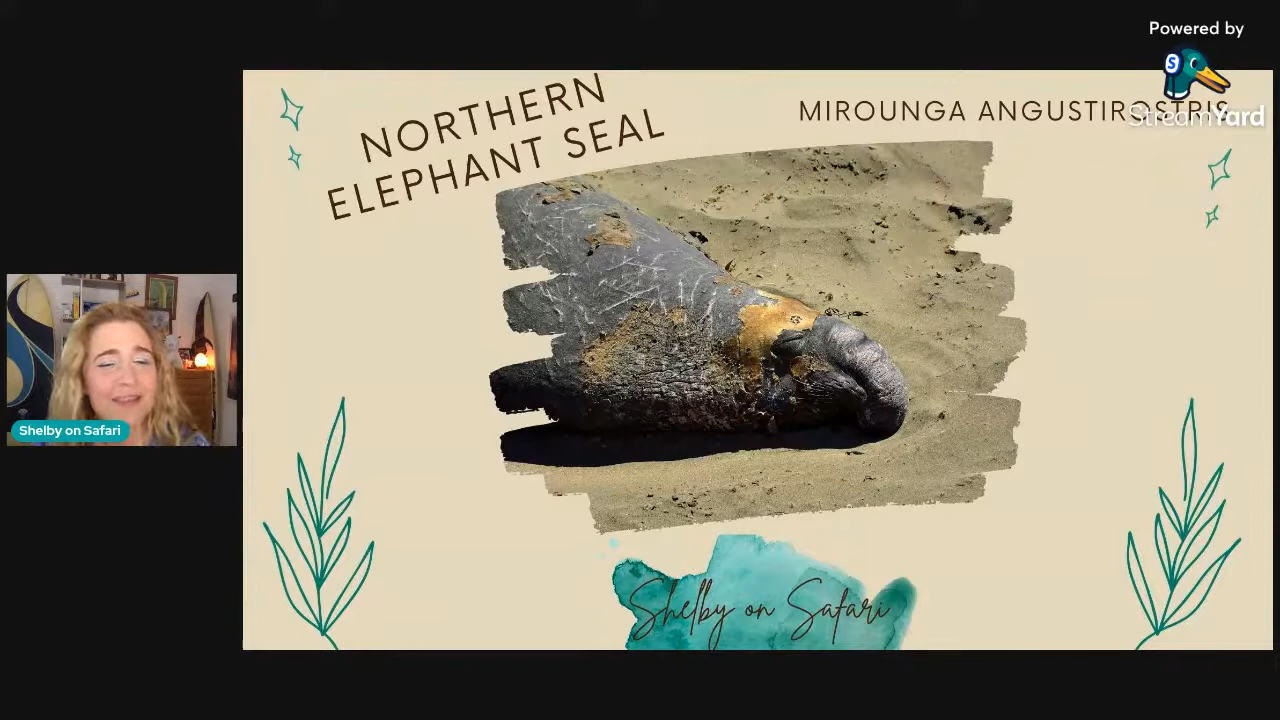 Powered by
StreamYard
NORTHERN
ELEPHANT SEAL
MIROUNGA ANGUSTIROSTRIS
Shelby on Safari
Shelby on Safari